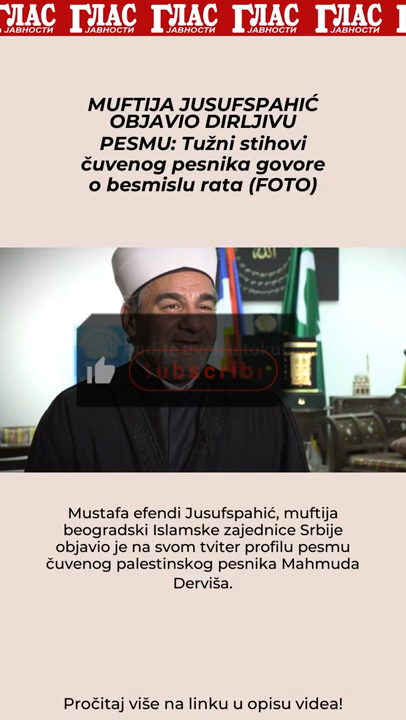 ГЛАС ГЛАС ГЛАС ГЛАС
ЈАВНОСТИ ЈАВНОСТИ ЈАВНОСТИ ЈАВНОСТИ
MUFTIJA JUSUFSPAHIĆ
OBJAVIO DIRLJIVU
PESMU: Tužni stihovi
čuvenog pesnika govore
o besmislu rata (FOTO)
Subscribe
Mustafa efendi Jusufspahić, muftija
beogradski Islamske zajednice Srbije
objavio je na svom tviter profilu pesmu
čuvenog palestinskog pesnika Mahmuda
Derviša.
Pročitaj više na linku u opisu videa!